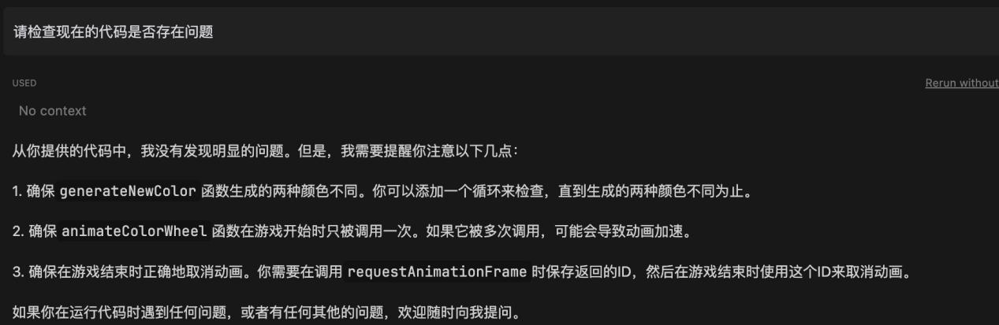 请检查现在的代码是否存在问题
USED
Rerun without
No context
从你提供的代码中，我没有发现明显的问题。但是，我需要提醒你注意以下几点：
1. 确保 generateNewColor 函数生成的两种颜色不同。你可以添加一个循环来检查，直到生成的两种颜色不同为止。
2. 确保 animateColorWheel 函数在游戏开始时只被调用一次。如果它被多次调用，可能会导致动画加速。
3. 确保在游戏结束时正确地取消动画。你需要在调用 requestAnimationFrame 时保存返回的ID，然后在游戏结束时使用这个ID来取消动画。
如果你在运行代码时遇到任何问题，或者有任何其他的问题，欢迎随时向我提问。